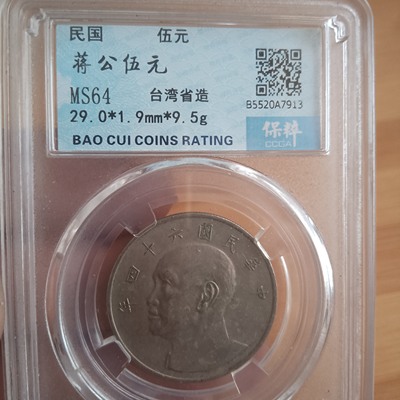 民国 伍元
蒋公伍元
MS64 台湾省造
29.0*1.9mm*9.5g
BAO CUI COINS RATING
B5520A7913
保粹
CCGA
年四十六國民華中